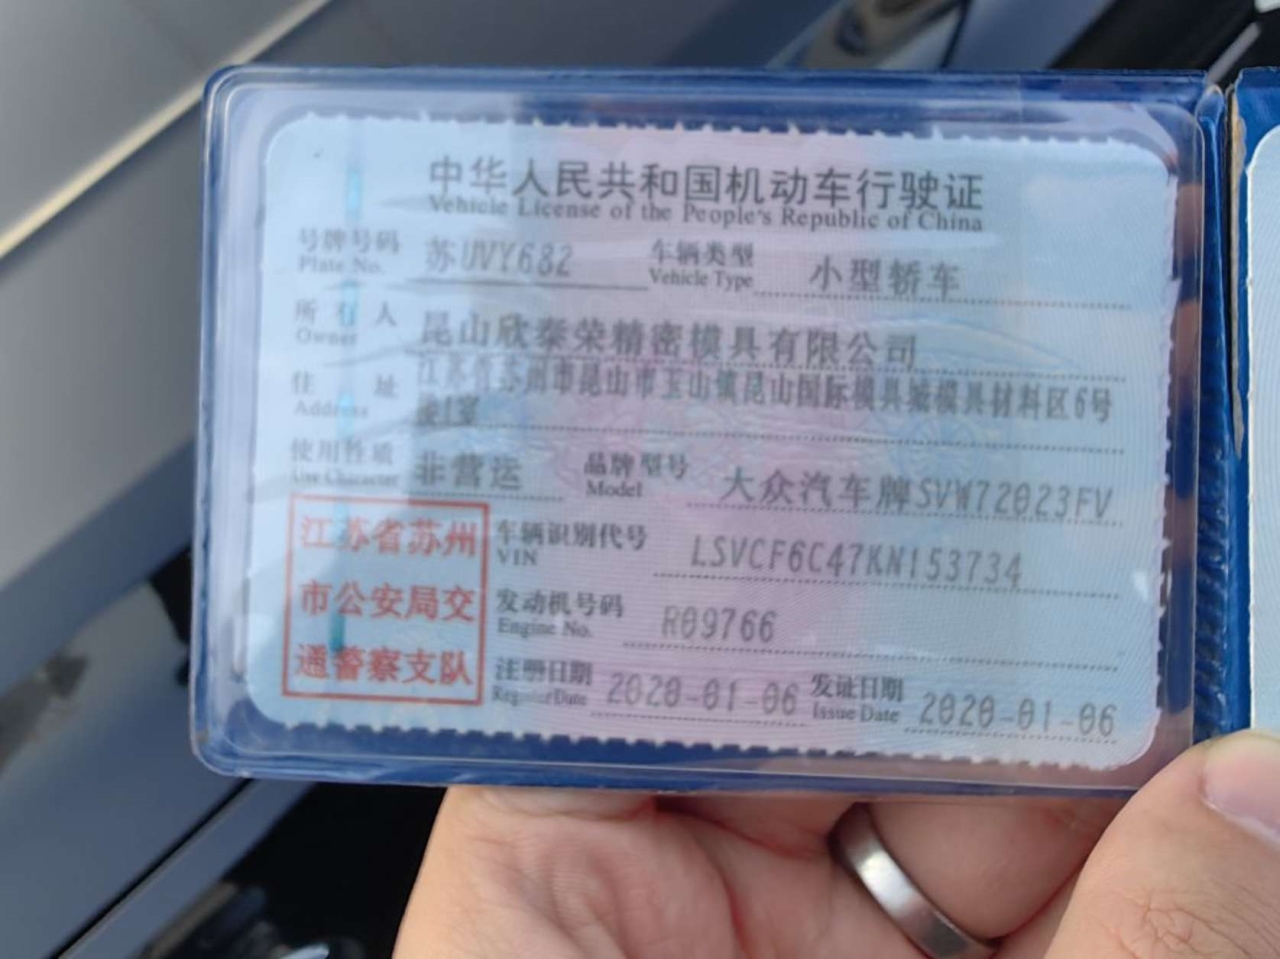 中华人民共和国机动车行驶证
Vehicle License of the People's Republic of China
号牌号码 苏UVY682 车辆类型 小型轿车
Plate No. Vehicle Type
所有人 昆山欣泰荣精密模具有限公司
Owner
住址 江苏省苏州市昆山市玉山镇昆山国际模具城模具材料区6号
Address 楼1室
使用性质 非营运 品牌型号 大众汽车牌SVW72023FV
Use Character Model
江苏省苏州
市公安局交
通警察支队
车辆识别代号 LSVCF6C47KN153734
VIN
发动机号码 R09766
Engine No.
注册日期 2020-01-06 发证日期 2020-01-06
Register Date Issue Date